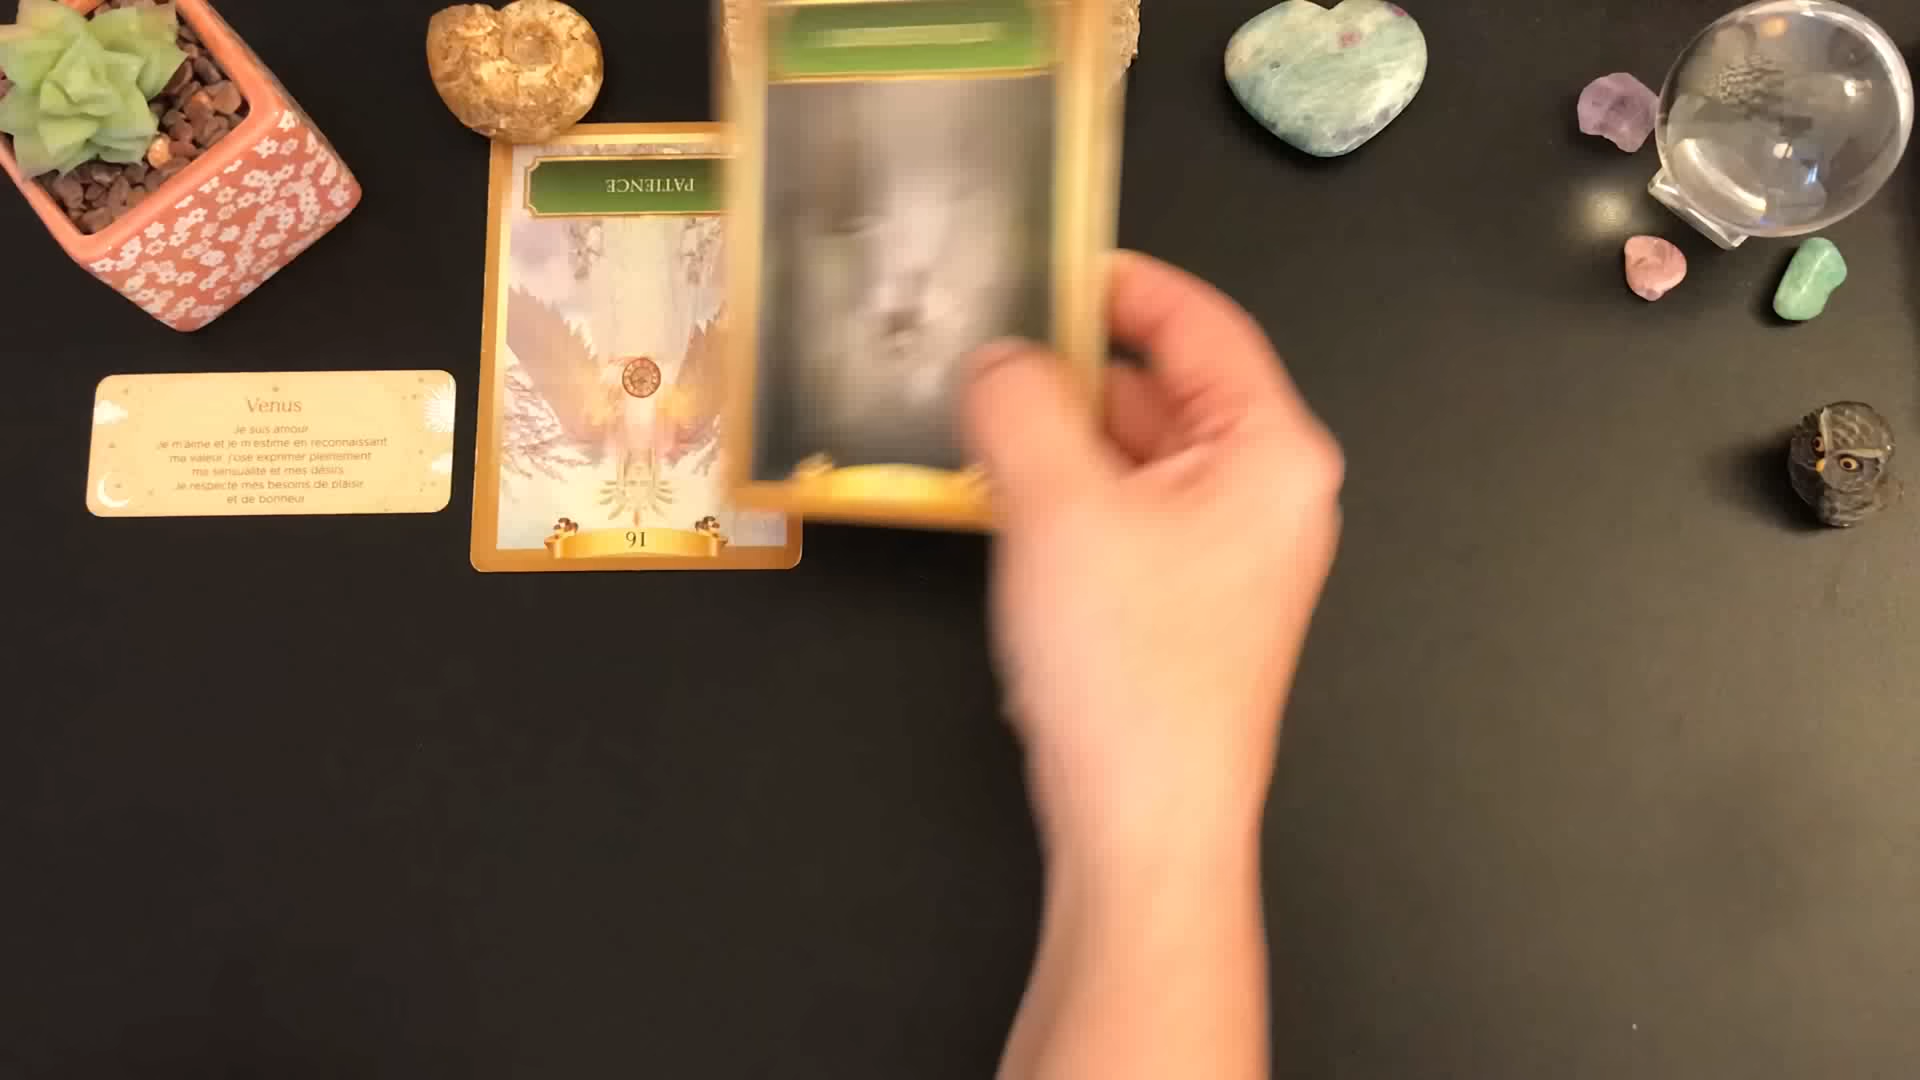 PATIENCE
Venus
Je suis amour
Je m'aime et je m'estime en reconnaissant
ma valeur. J'ose exprimer pleinement
ma sensualité et mes désirs.
Je respecte mes besoins de plaisir
et de bonheur
16